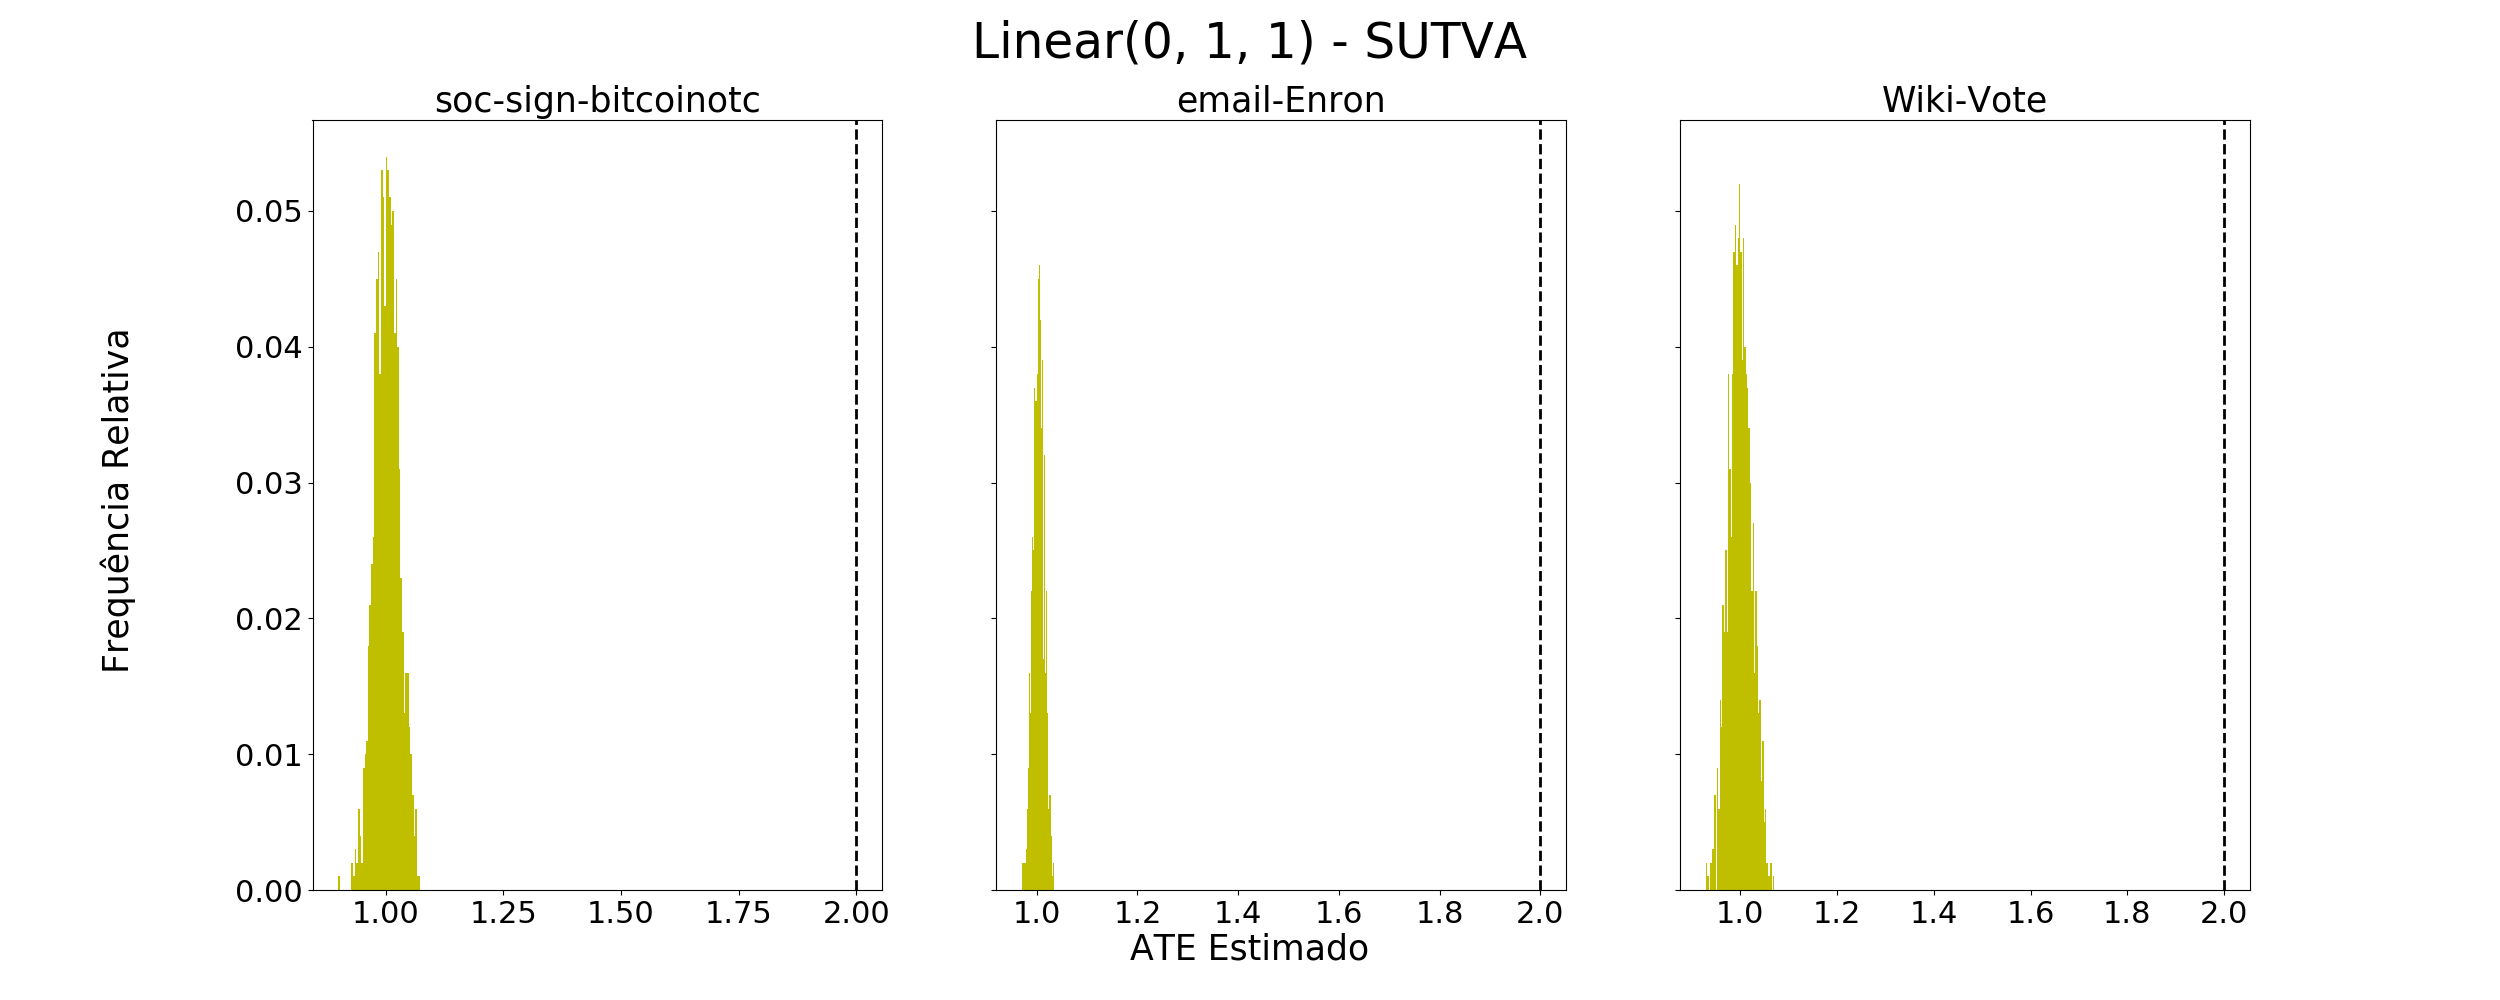 Linear(0, 1, 1) - SUTVA
soc-sign-bitcoinotc
email-Enron
Wiki-Vote
Frequência Relativa
0.05
0.04
0.03
0.02
0.01
0.00
1.00 1.25 1.50 1.75 2.00
1.0 1.2 1.4 1.6 1.8 2.0
1.0 1.2 1.4 1.6 1.8 2.0
ATE Estimado